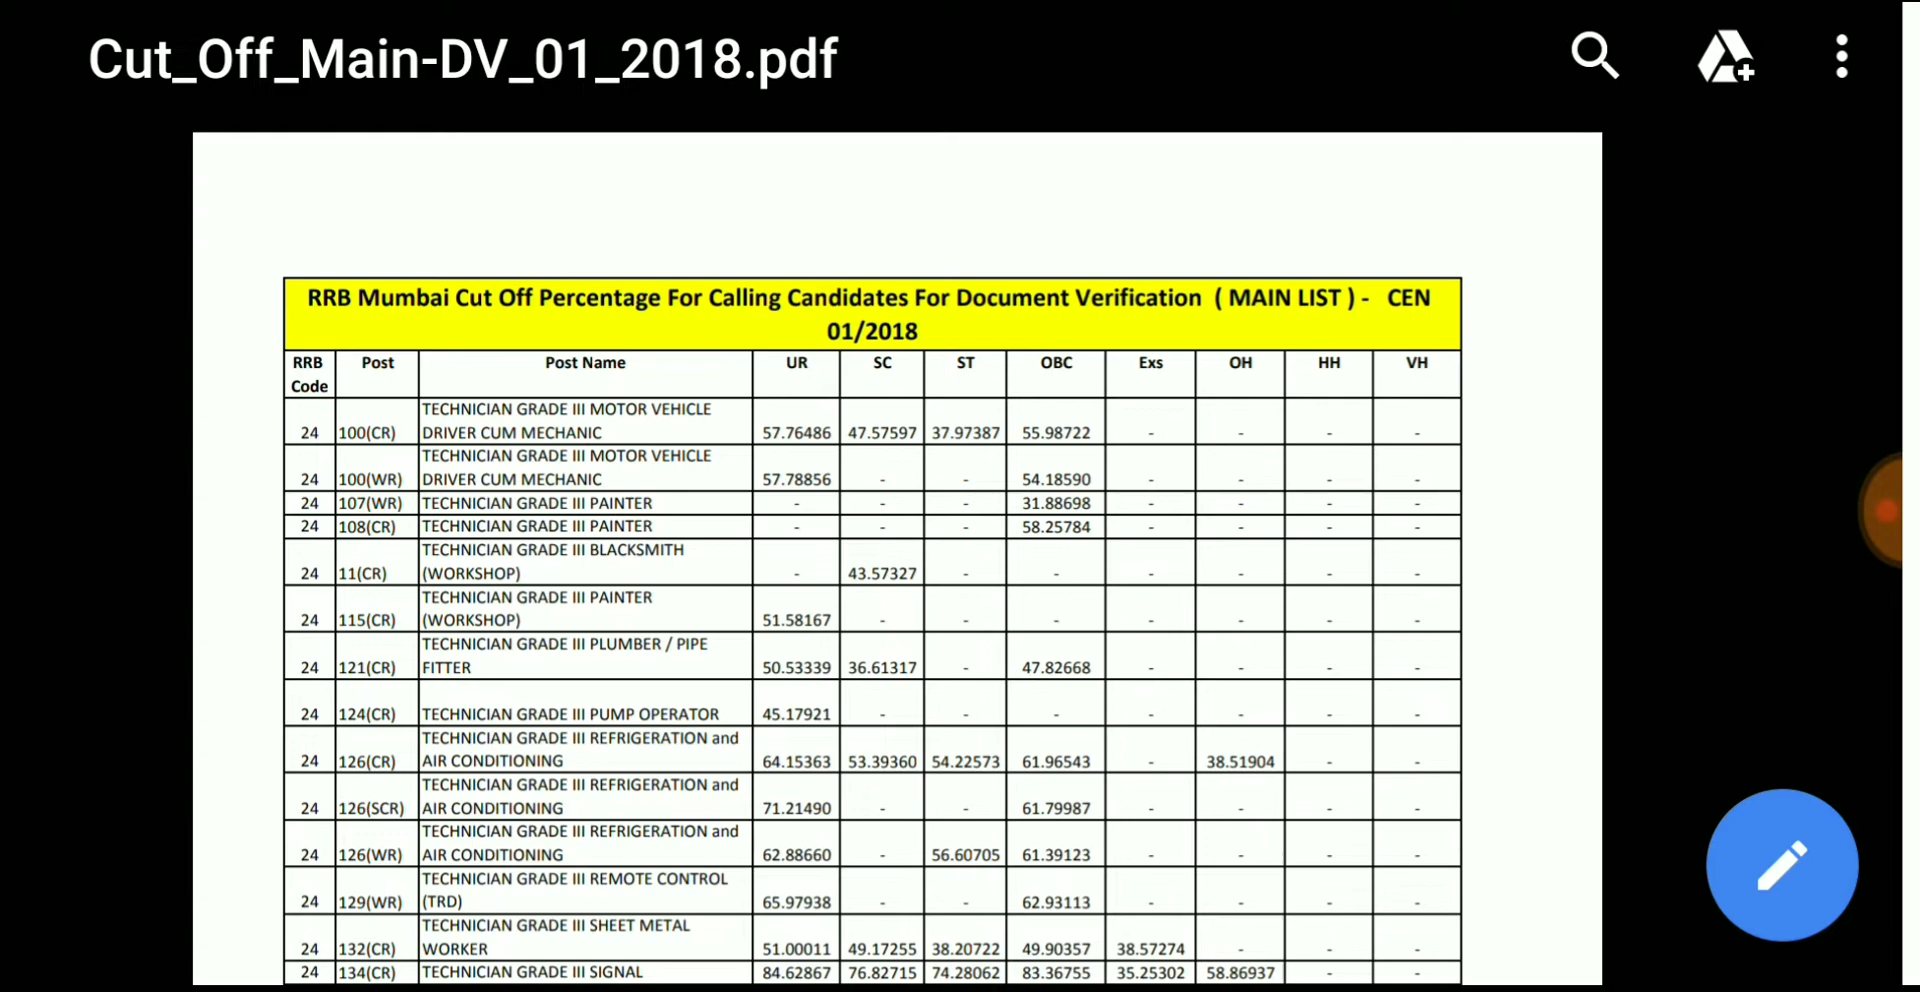 Cut_Off_Main-DV_01_2018.pdf
RRB Mumbai Cut Off Percentage For Calling Candidates For Document Verification ( MAIN LIST ) - CEN
01/2018
RRB Code Post Post Name UR SC ST OBC Exs OH HH VH
TECHNICIAN GRADE III MOTOR VEHICLE
24 100(CR) DRIVER CUM MECHANIC 57.76486 47.57597 37.97387 55.98722 - - - -
TECHNICIAN GRADE III MOTOR VEHICLE
24 100(WR) DRIVER CUM MECHANIC 57.78856 - - 54.18590 - - - -
24 107(WR) TECHNICIAN GRADE III PAINTER - - - 31.88698 - - - -
24 108(CR) TECHNICIAN GRADE III PAINTER - - - 58.25784 - - - -
TECHNICIAN GRADE III BLACKSMITH
24 11(CR) (WORKSHOP) - 43.57327 - - - - - -
TECHNICIAN GRADE III PAINTER
24 115(CR) (WORKSHOP) 51.58167 - - - - - - -
TECHNICIAN GRADE III PLUMBER / PIPE
24 121(CR) FITTER 50.53339 36.61317 - 47.82668 - - - -
24 124(CR) TECHNICIAN GRADE III PUMP OPERATOR 45.17921 - - - - - - -
TECHNICIAN GRADE III REFRIGERATION and
24 126(CR) AIR CONDITIONING 64.15363 53.39360 54.22573 61.96543 - 38.51904 - -
TECHNICIAN GRADE III REFRIGERATION and
24 126(SCR) AIR CONDITIONING 71.21490 - - 61.79987 - - - -
TECHNICIAN GRADE III REFRIGERATION and
24 126(WR) AIR CONDITIONING 62.88660 - 56.60705 61.39123 - - - -
TECHNICIAN GRADE III REMOTE CONTROL
24 129(WR) (TRD) 65.97938 - - 62.93113 - - - -
TECHNICIAN GRADE III SHEET METAL
24 132(CR) WORKER 51.00011 49.17255 38.20722 49.90357 38.57274 - - -
24 134(CR) TECHNICIAN GRADE III SIGNAL 84.62867 76.82715 74.28062 83.36755 35.25302 58.86937 - -